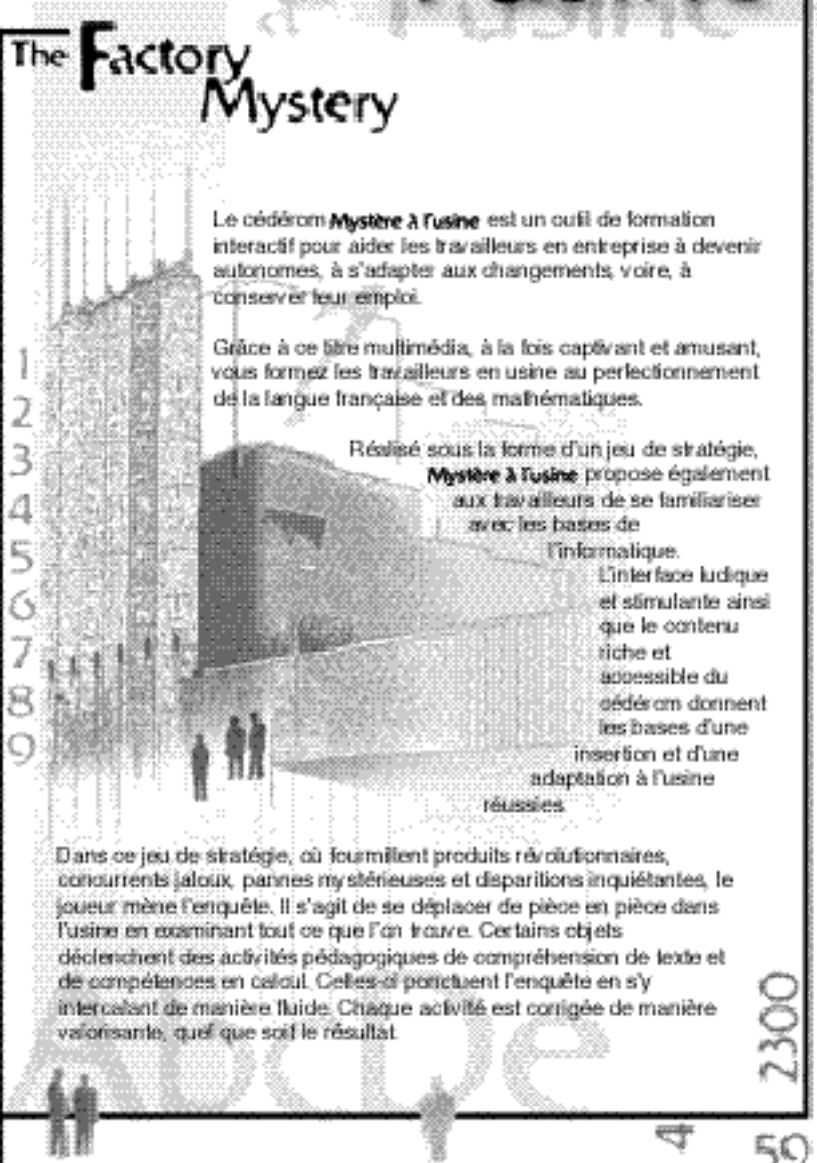 The Factory
Mystery
Le cédérom Mystère à l'usine est un outil de formation
interactif pour aider les travailleurs en entreprise à devenir
autonomes, à s'adapter aux changements, voire, à
conserver leur emploi.
Grâce à ce titre multimédia, à la fois captivant et amusant,
vous formez les travailleurs en usine au perfectionnement
de la langue française et des mathématiques.
Réalisé sous la forme d'un jeu de stratégie,
Mystère à l'usine propose également
aux travailleurs de se familiariser
avec les bases de
l'informatique.
L'interface ludique
et stimulante ainsi
que le contenu
riche et
accessible du
cédérom donnent
les bases d'une
insertion et d'une
adaptation à l'usine
réussies.
1
2
3
4
5
6
7
8
9
Dans ce jeu de stratégie, où fourmillent produits révolutionnaires,
concurrents jaloux, pannes mystérieuses et disparitions inquiétantes, le
joueur mène l'enquête. Il s'agit de se déplacer de pièce en pièce dans
l'usine en examinant tout ce que l'on trouve. Certains objets
déclenchent des activités pédagogiques de compréhension de texte et
de compétences en calcul. Celles-ci ponctuent l'enquête en s'y
intercalant de manière fluide. Chaque activité est corrigée de manière
valorisante, quel que soit le résultat.
2300
4
50